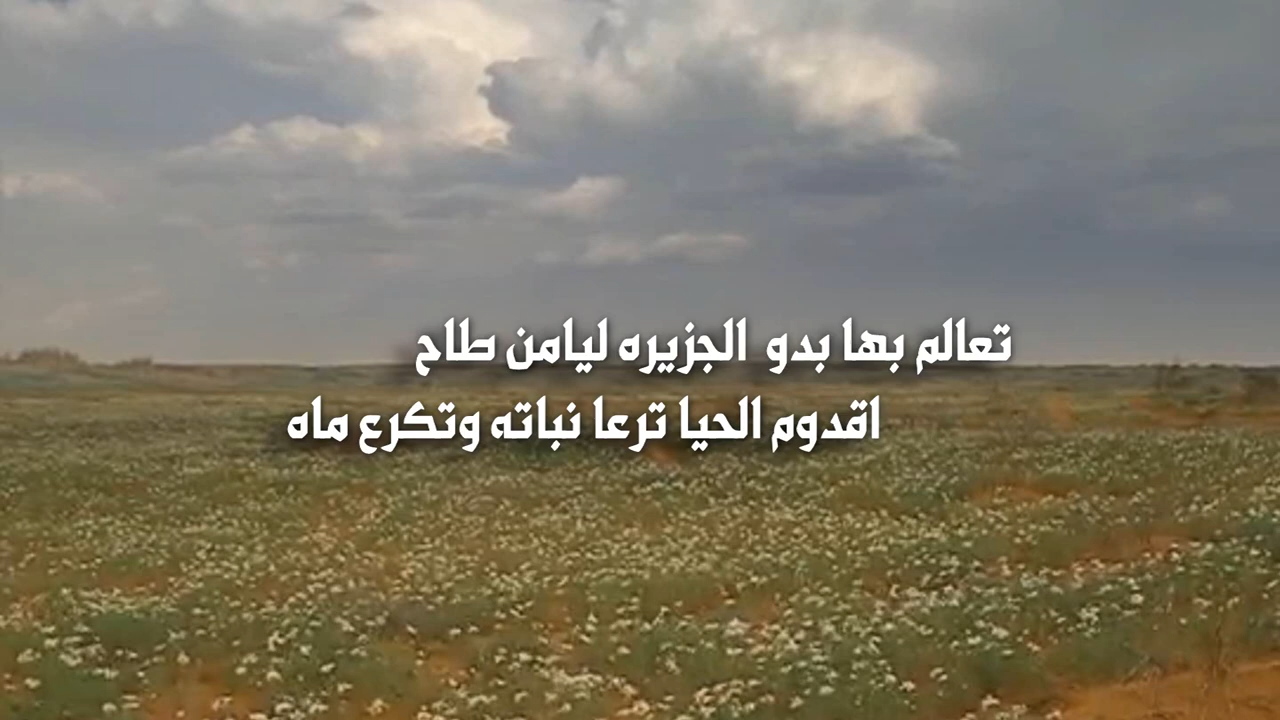 تعالم بها بدو الجزيره ليامن طاح
اقدوم الحيا ترعا نباته وتكرع ماه